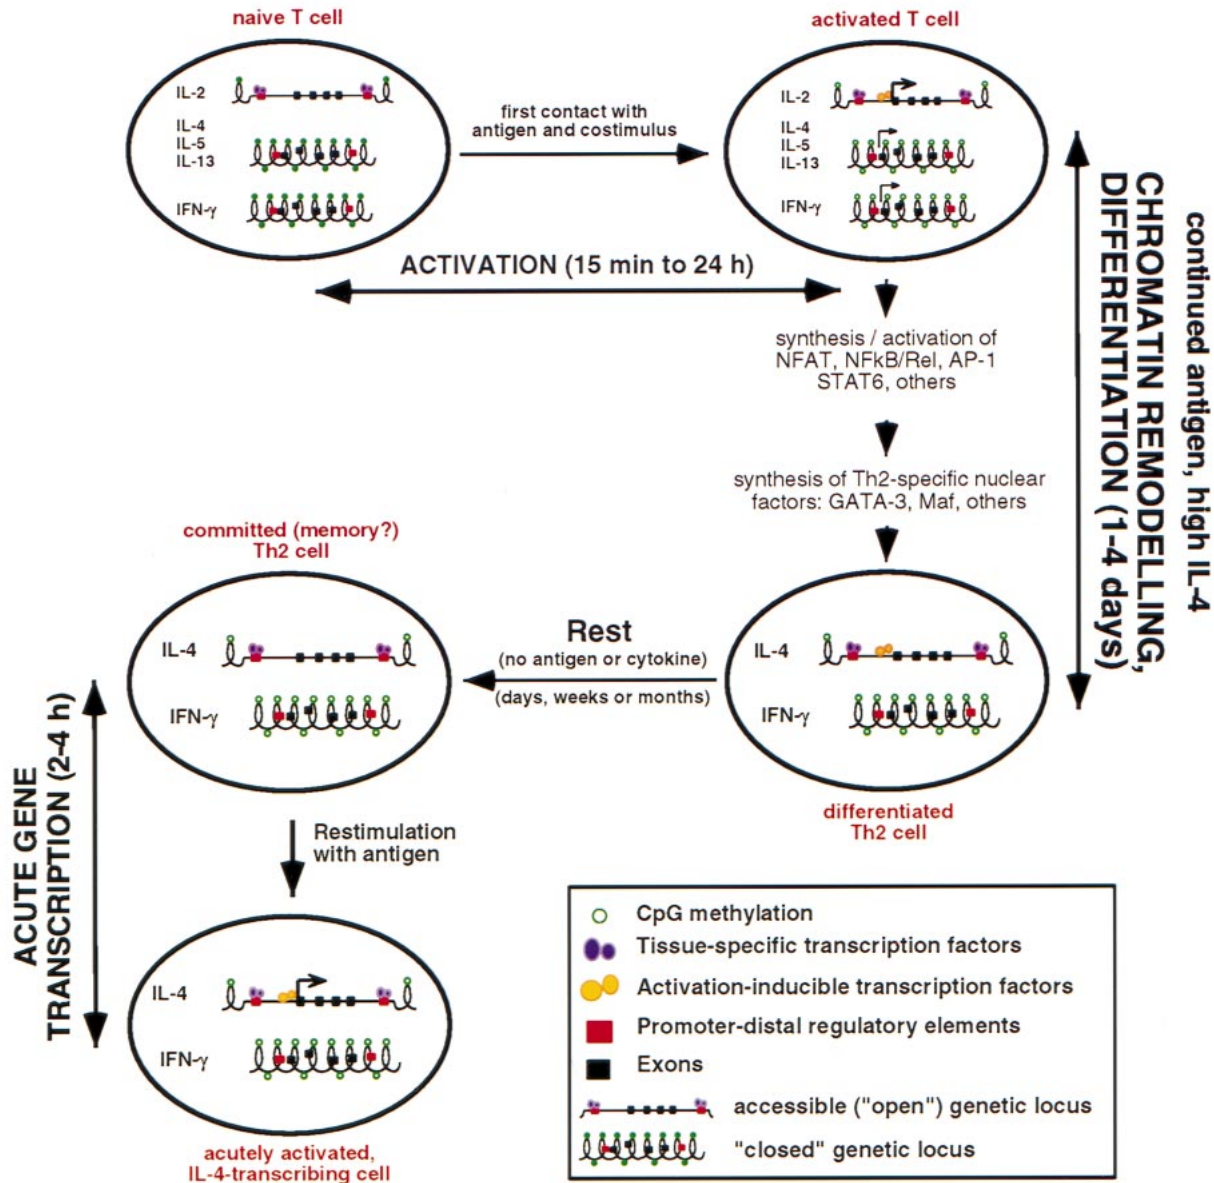 naive T cell
IL-2
IL-4
IL-5
IL-13
IFN-γ
first contact with
antigen and costimulus
activated T cell
IL-2
IL-4
IL-5
IL-13
IFN-γ
ACTIVATION (15 min to 24 h)
continued antigen, high IL-4
CHROMATIN REMODELLING,
DIFFERENTIATION (1-4 days)
synthesis / activation of
NFAT, NFkB/Rel, AP-1
STAT6, others
synthesis of Th2-specific nuclear
factors: GATA-3, Maf, others
committed (memory?)
Th2 cell
IL-4
IFN-γ
Rest
(no antigen or cytokine)
(days, weeks or months)
IL-4
IFN-γ
differentiated
Th2 cell
ACUTE GENE
TRANSCRIPTION (2-4 h)
Restimulation
with antigen
IL-4
IFN-γ
acutely activated,
IL-4-transcribing cell
CpG methylation
Tissue-specific transcription factors
Activation-inducible transcription factors
Promoter-distal regulatory elements
Exons
accessible ("open") genetic locus
"closed" genetic locus